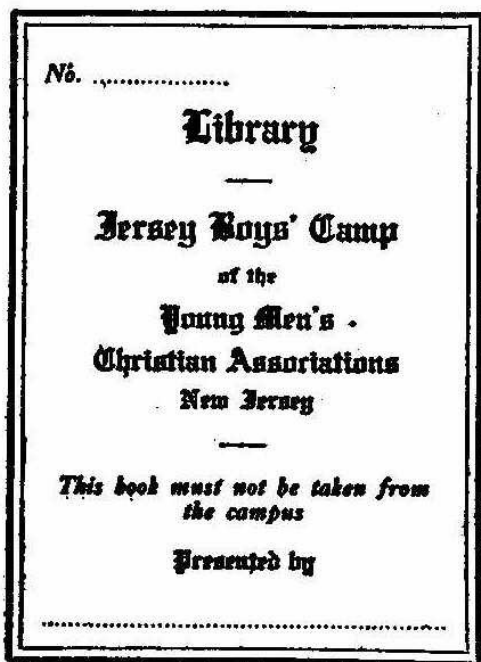 No. ....................
Library
Jersey Boys' Camp
of the
Young Men's
Christian Associations
New Jersey
This book must not be taken from
the campus
Presented by